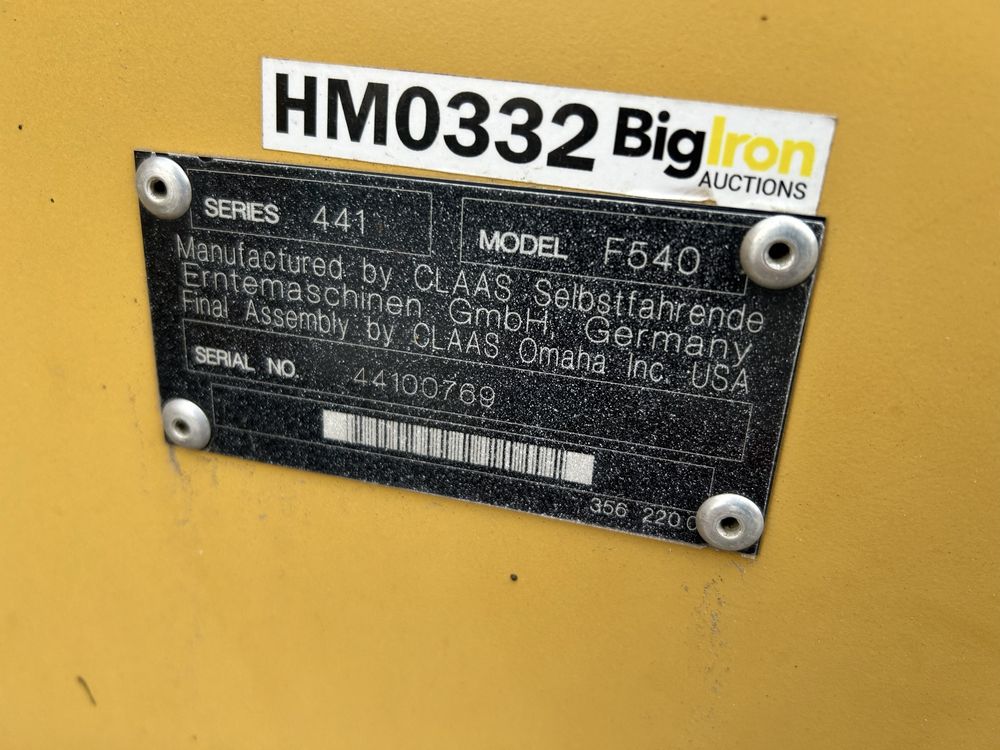 HM0332 BigIron
AUCTIONS
SERIES 441 MODEL F540
Manufactured by CLAAS Selbstfahrende
Erntemaschinen GmbH, Germany
Final Assembly by CLAAS Omaha Inc. USA
SERIAL NO. 44100769
356 220